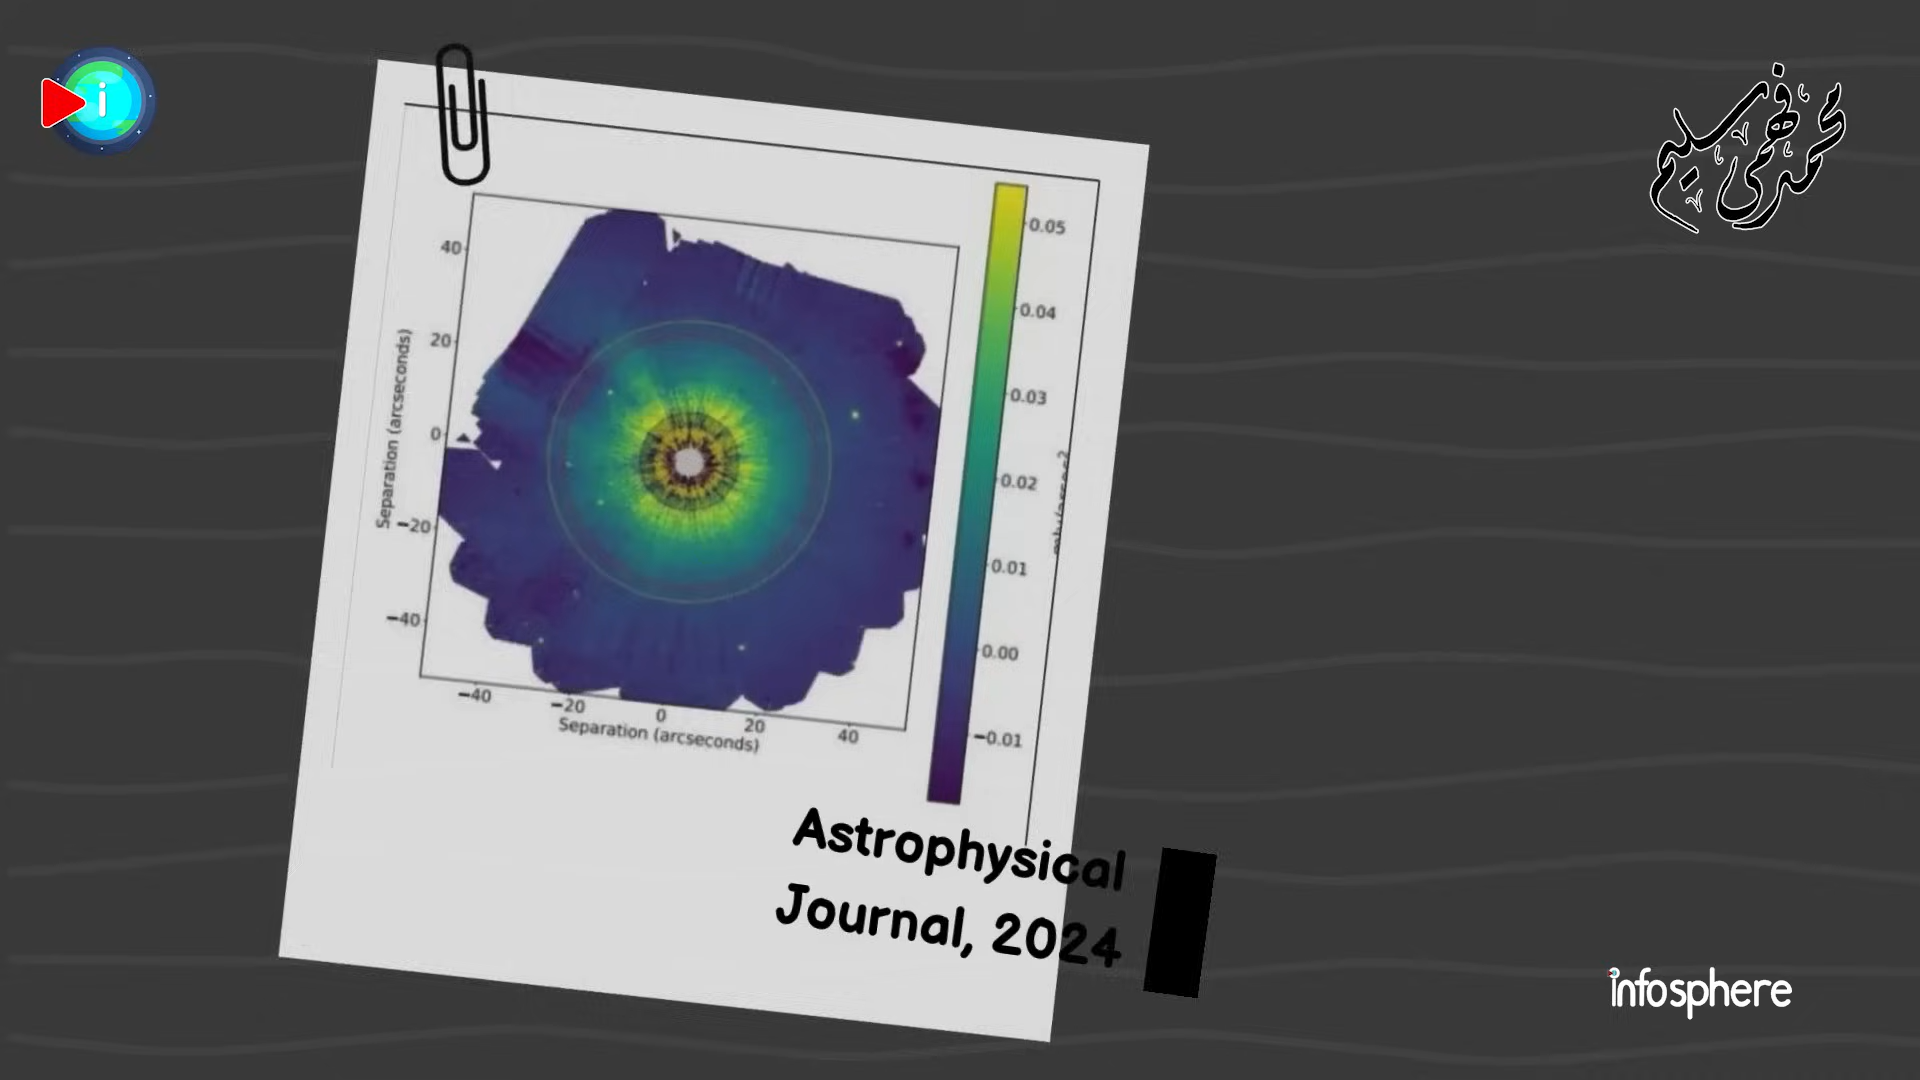 i
محمد فهمي سليم
40
20
0
−20
−40
Separation (arcseconds)
−40
−20
0
20
40
Separation (arcseconds)
0.05
0.04
0.03
0.02
0.01
0.00
−0.01
Astrophysical
Journal, 2024
infosphere